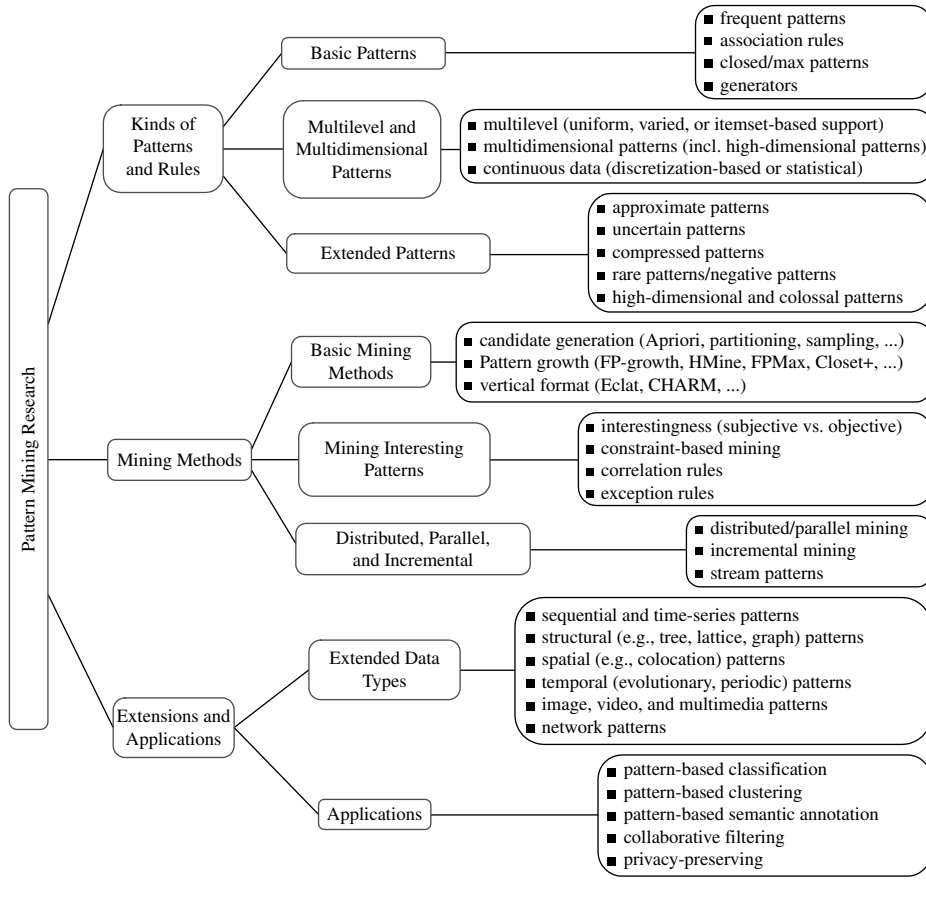 Pattern Mining Research
Kinds of
Patterns
and Rules
Basic Patterns
■ frequent patterns
■ association rules
■ closed/max patterns
■ generators
Multilevel and
Multidimensional
Patterns
■ multilevel (uniform, varied, or itemset-based support)
■ multidimensional patterns (incl. high-dimensional patterns)
■ continuous data (discretization-based or statistical)
Extended Patterns
■ approximate patterns
■ uncertain patterns
■ compressed patterns
■ rare patterns/negative patterns
■ high-dimensional and colossal patterns
Mining Methods
Basic Mining
Methods
■ candidate generation (Apriori, partitioning, sampling, ...)
■ Pattern growth (FP-growth, HMine, FPMax, Closet+, ...)
■ vertical format (Eclat, CHARM, ...)
Mining Interesting
Patterns
■ interestingness (subjective vs. objective)
■ constraint-based mining
■ correlation rules
■ exception rules
Distributed, Parallel,
and Incremental
■ distributed/parallel mining
■ incremental mining
■ stream patterns
Extensions and
Applications
Extended Data
Types
■ sequential and time-series patterns
■ structural (e.g., tree, lattice, graph) patterns
■ spatial (e.g., colocation) patterns
■ temporal (evolutionary, periodic) patterns
■ image, video, and multimedia patterns
■ network patterns
Applications
■ pattern-based classification
■ pattern-based clustering
■ pattern-based semantic annotation
■ collaborative filtering
■ privacy-preserving